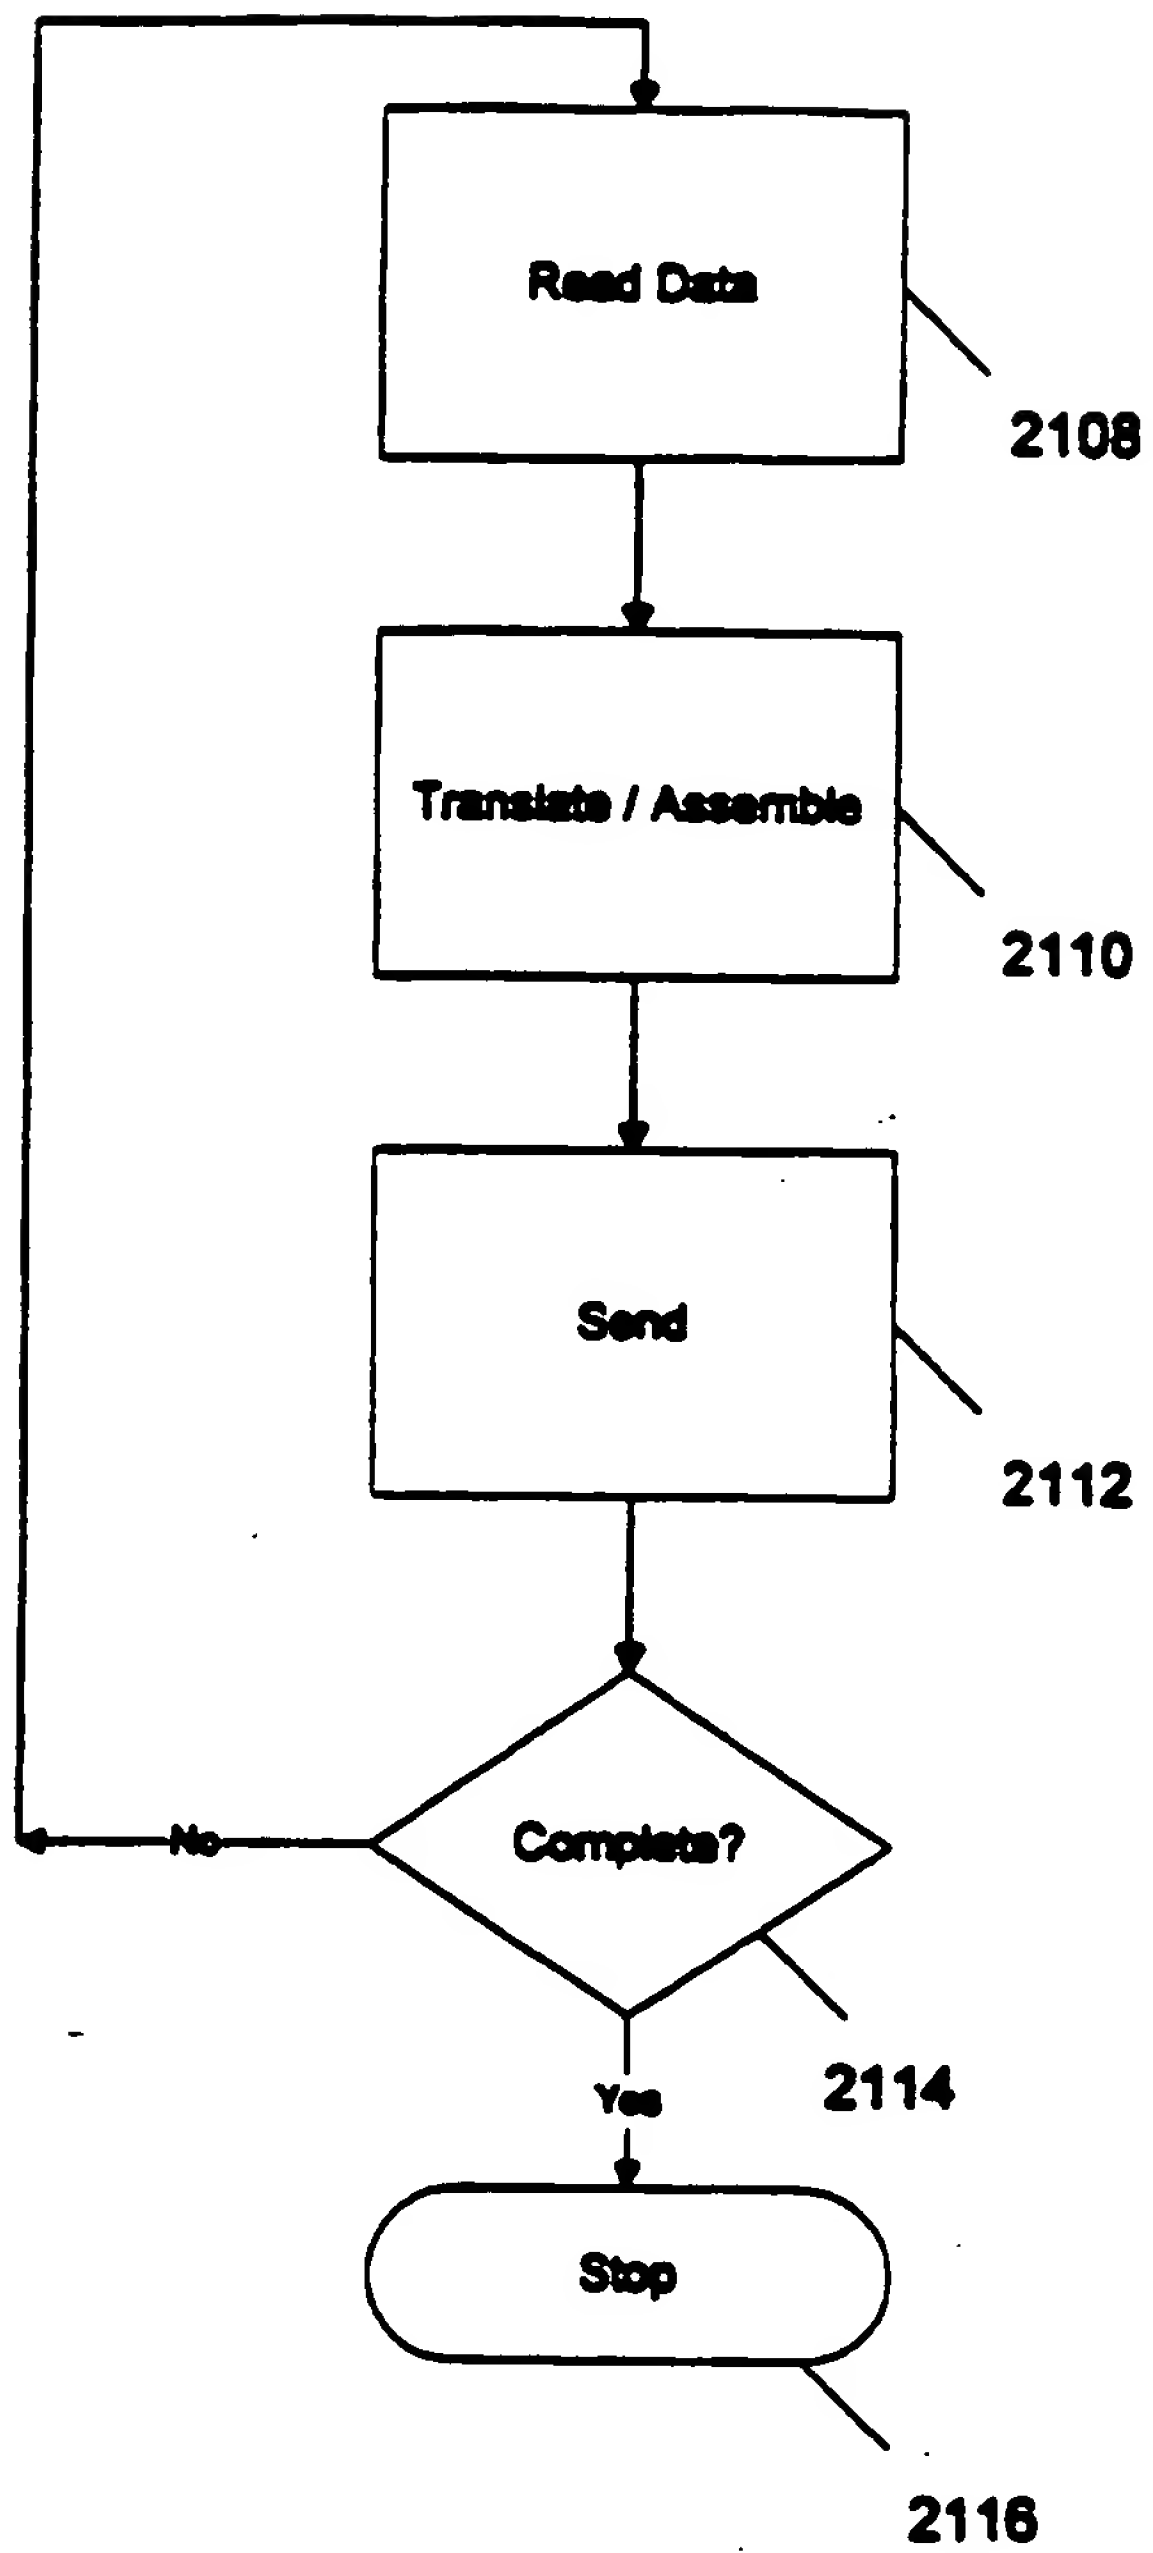 Read Data
2108
Translate / Assemble
2110
Send
2112
Complete?
No
2114
Yes
Stop
2116